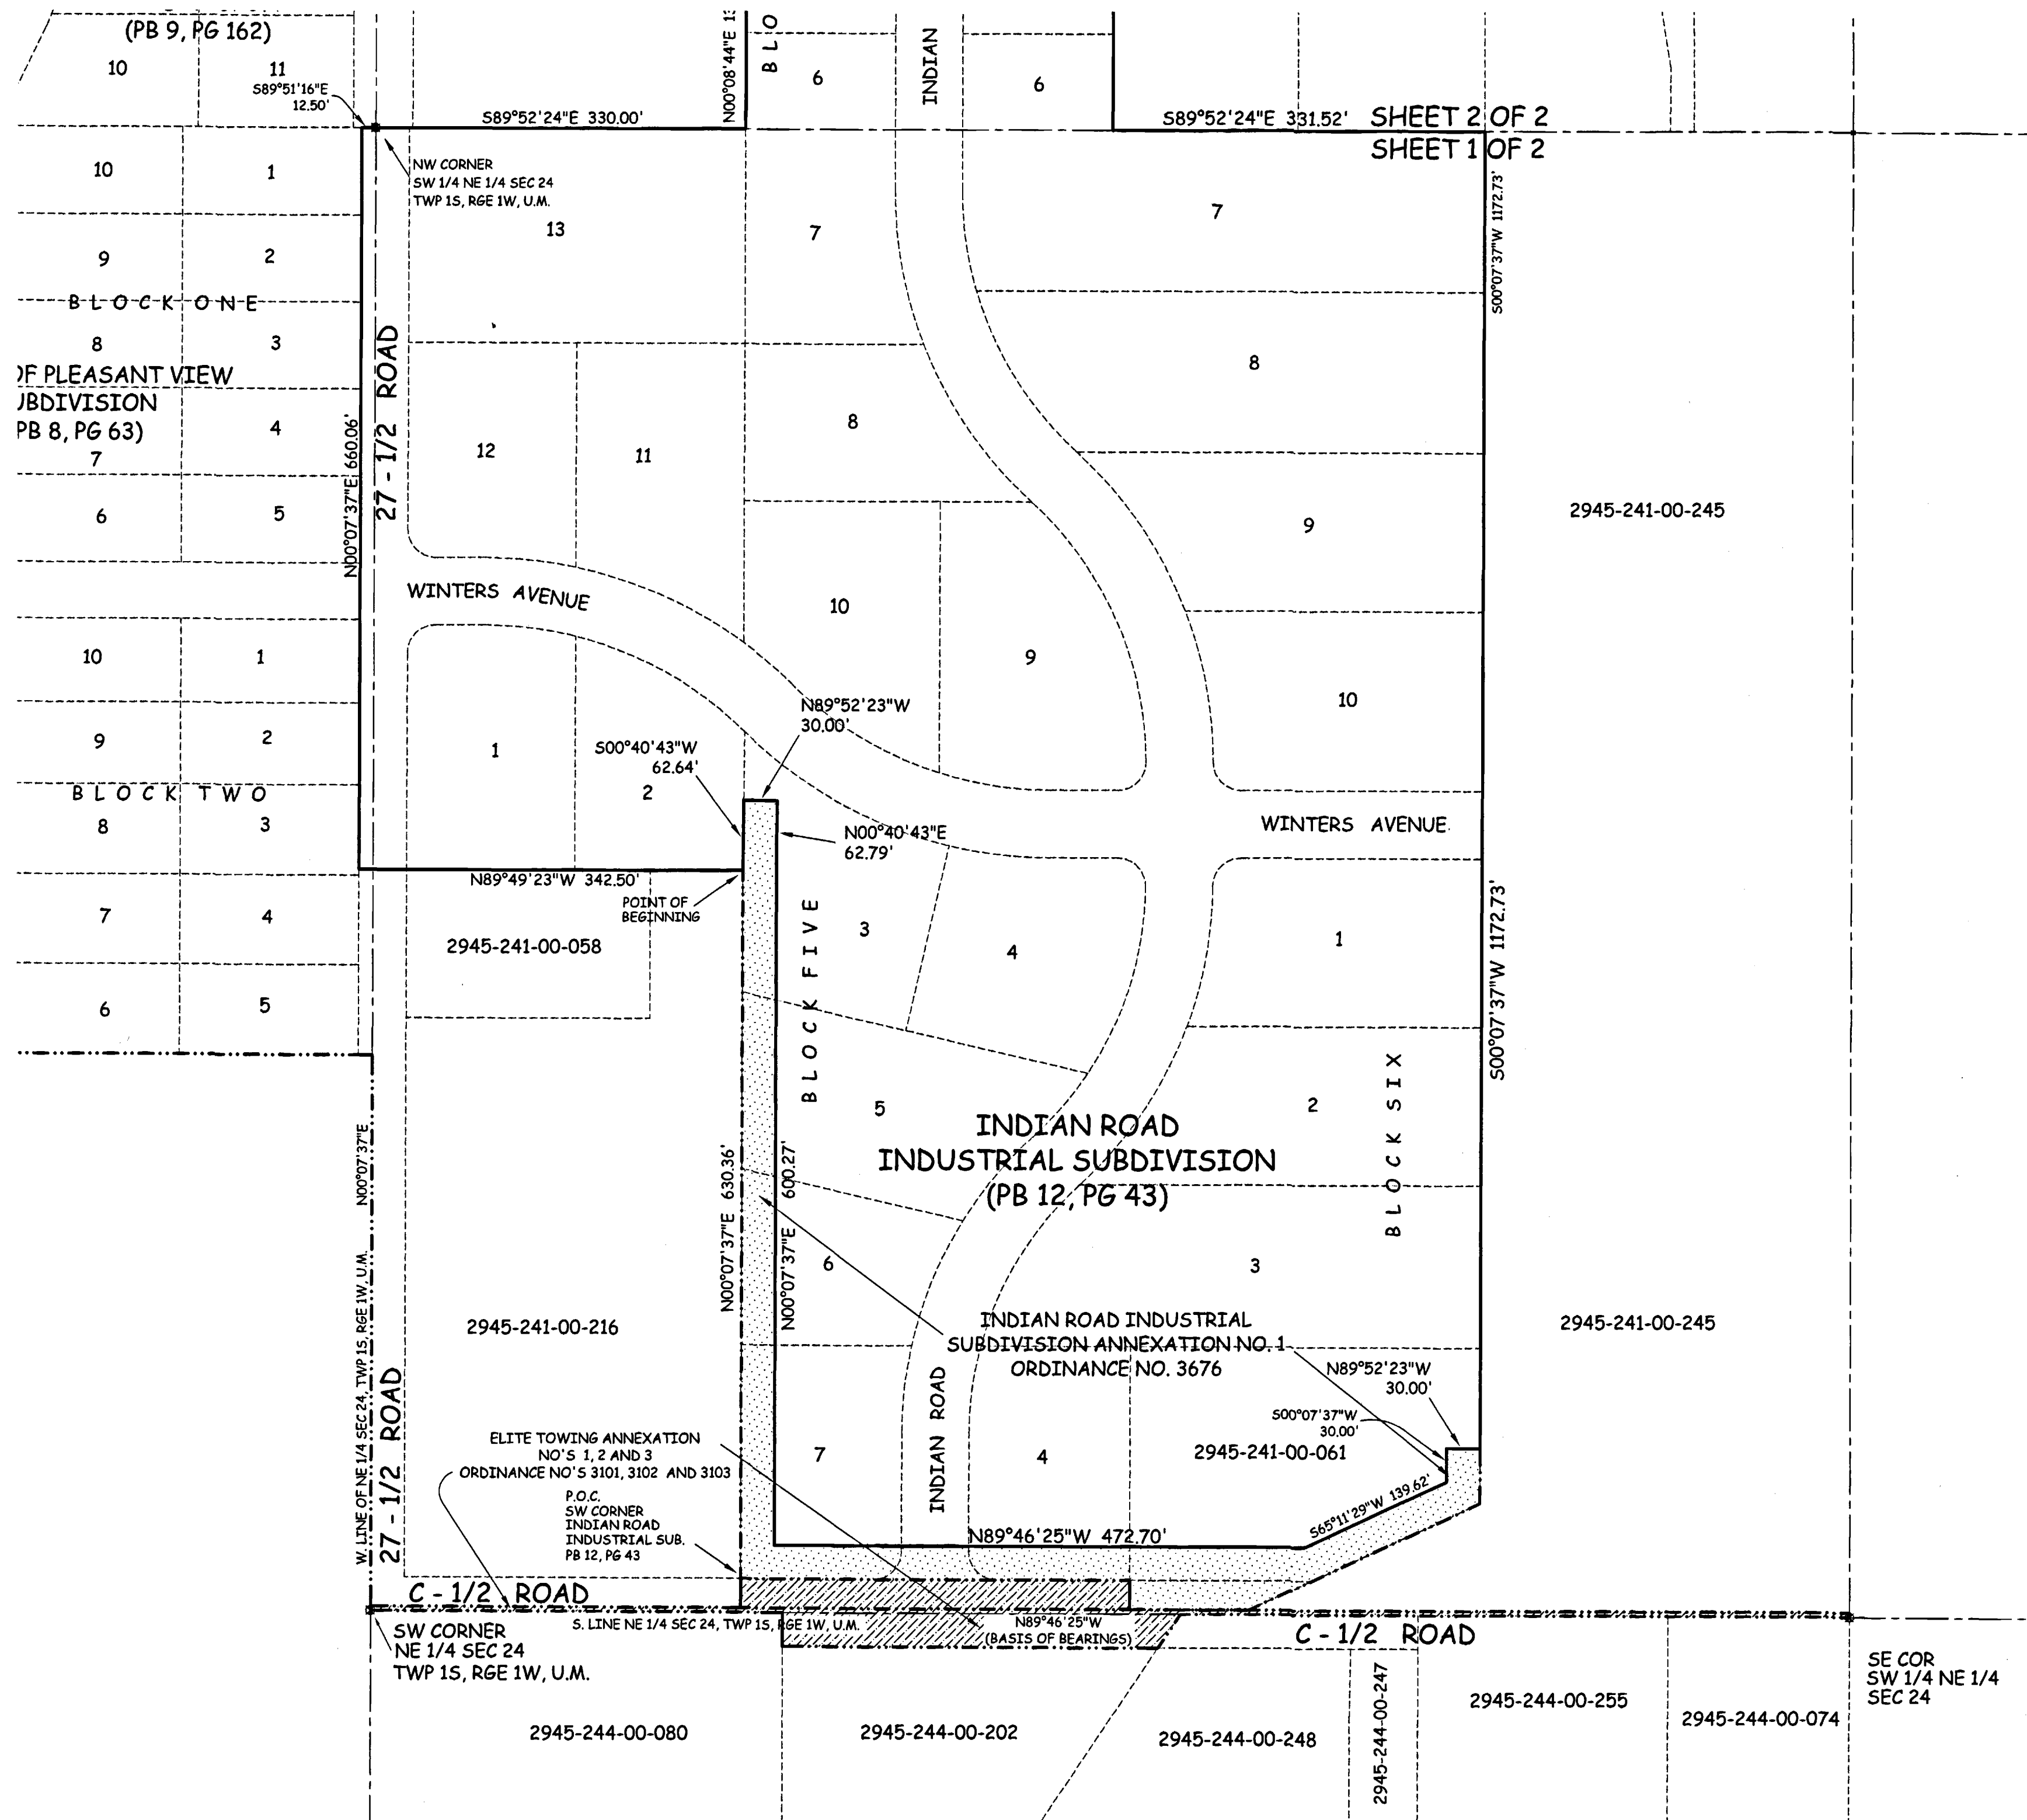 (PB 9, PG 162)
10
11
S89°51'16"E
12.50'
S89°52'24"E 330.00'
N00°08'44"E
BLO
6
INDIAN
6
S89°52'24"E 331.52'
SHEET 2 OF 2
SHEET 1 OF 2
NW CORNER
SW 1/4 NE 1/4 SEC 24
TWP 1S, RGE 1W, U.M.
S00°07'37"W 1172.73'
10
1
13
7
7
9
2
BLOCK ONE
8
3
27 - 1/2 ROAD
8
OF PLEASANT VIEW
PB 8, PG 63)
4
8
7
N00°07'37"E 660.06'
12
11
6
5
9
2945-241-00-245
WINTERS AVENUE
10
10
1
9
10
N89°52'23"W
30.00'
9
2
1
S00°40'43"W
62.64'
2
BLOCK TWO
8
3
N00°40'43"E
62.79'
WINTERS AVENUE
N89°49'23"W 342.50'
POINT OF
BEGINNING
7
4
2945-241-00-058
BLOCK FIVE
3
4
1
S00°07'37"W 1172.73'
6
5
5
2
BLOCK SIX
N00°07'37"E
INDIAN ROAD
INDUSTRIAL SUBDIVISION
(PB 12, PG 43)
N00°07'37"E 630.36'
N00°07'37"E 600.27'
6
3
2945-241-00-216
W. LINE OF NE 1/4 SEC 24, TWP 1S, RGE 1W, U.M.
INDIAN ROAD INDUSTRIAL
SUBDIVISION ANNEXATION NO. 1
ORDINANCE NO. 3676
2945-241-00-245
N89°52'23"W
30.00'
S00°07'37"W
30.00'
27 - 1/2 ROAD
INDIAN ROAD
ELITE TOWING ANNEXATION
NO'S 1, 2 AND 3
ORDINANCE NO'S 3101, 3102 AND 3103
7
4
2945-241-00-061
P.O.C.
SW CORNER
INDIAN ROAD
INDUSTRIAL SUB.
PB 12, PG 43
S65°11'29"W 139.62'
N89°46'25"W 472.70'
C - 1/2 ROAD
S. LINE NE 1/4 SEC 24, TWP 1S, RGE 1W, U.M.
N89°46'25"W
(BASIS OF BEARINGS)
C - 1/2 ROAD
SW CORNER
NE 1/4 SEC 24
TWP 1S, RGE 1W, U.M.
SE COR
SW 1/4 NE 1/4
SEC 24
2945-244-00-080
2945-244-00-202
2945-244-00-248
2945-244-00-247
2945-244-00-255
2945-244-00-074